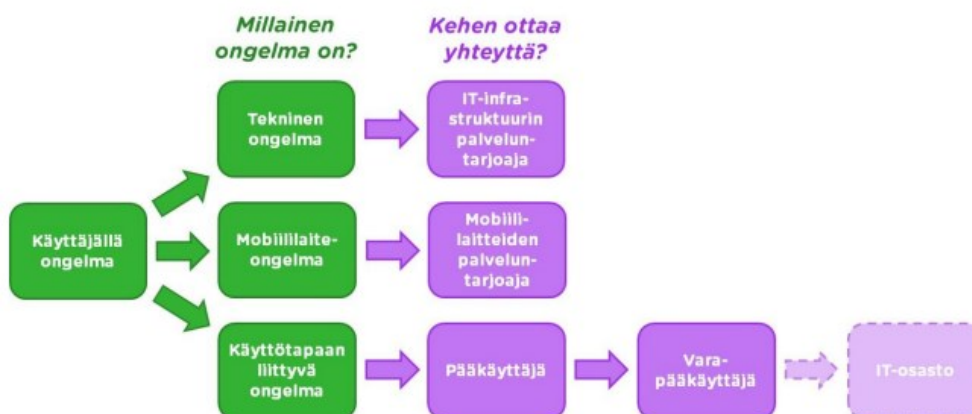 Millainen
ongelma on?
Kehen ottaa
yhteyttä?
Tekninen
ongelma
IT-infra-
struktuurin
palvelun-
tarjoaja
Käyttäjällä
ongelma
Mobiililaite-
ongelma
Mobiili-
laitteiden
palvelun-
tarjoaja
Käyttötapaan
liittyvä
ongelma
Pääkäyttäjä
Vara-
pääkäyttäjä
IT-osasto